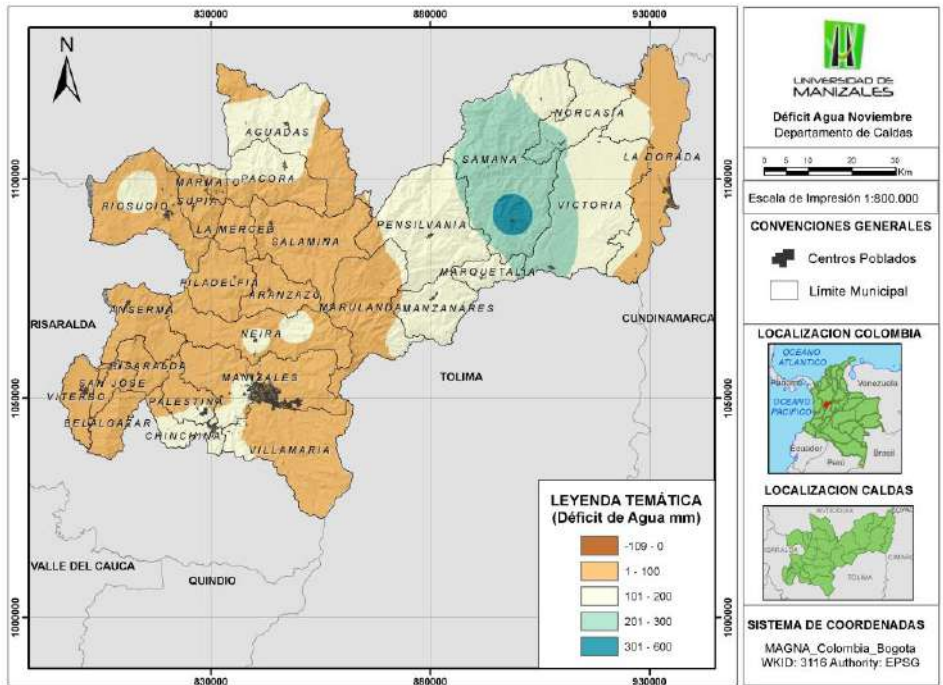 830000
880000
930000
N
AGUADAS
NORCASIA
SAMANA
LA DORADA
1100000
1100000
MARMATO
PACORA
RIOSUCIO
SUPIA
VICTORIA
PENSILVANIA
LA MERCED
SALAMINA
MARQUETALIA
FILADELFIA
ARANZAZU
MARULANDA
MANZANARES
ANSERMA
RISARALDA
NEIRA
CUNDINAMARCA
RISARALDA
MANIZALES
TOLIMA
SAN JOSE
VITERBO
PALESTINA
1050000
1050000
BELALCAZAR
CHINCHINA
VILLAMARIA
VALLE DEL CAUCA
QUINDIO
1000000
1000000
830000
880000
930000
LEYENDA TEMÁTICA
(Déficit de Agua mm)
-109 - 0
1 - 100
101 - 200
201 - 300
301 - 600
UNIVERSIDAD DE
MANIZALES
Déficit Agua Noviembre
Departamento de Caldas
0 5 10 20 30
Km
Escala de Impresión 1:800.000
CONVENCIONES GENERALES
Centros Poblados
Límite Municipal
LOCALIZACION COLOMBIA
OCEANO
ATLANTICO
Panamá
Venezuela
OCEANO
PACIFICO
Ecuador
Perú
Brasil
LOCALIZACION CALDAS
TOLIMA
SISTEMA DE COORDENADAS
MAGNA_Colombia_Bogota
WKID: 3116 Authority: EPSG